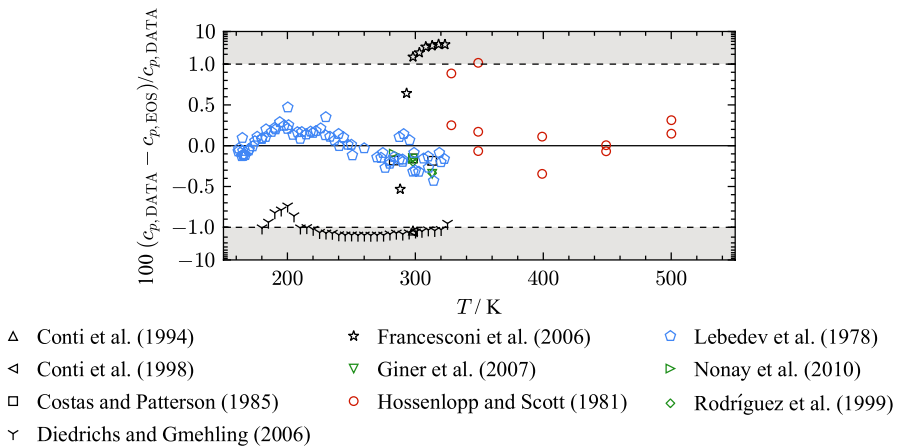 100 (c_p,DATA − c_p,EOS)/c_p,DATA
10
1.0
0.5
0.0
−0.5
−1.0
−10
200 300 400 500
T / K
Conti et al. (1994) Francesconi et al. (2006) Lebedev et al. (1978)
Conti et al. (1998) Giner et al. (2007) Nonay et al. (2010)
Costas and Patterson (1985) Hossenlopp and Scott (1981) Rodríguez et al. (1999)
Diedrichs and Gmehling (2006)